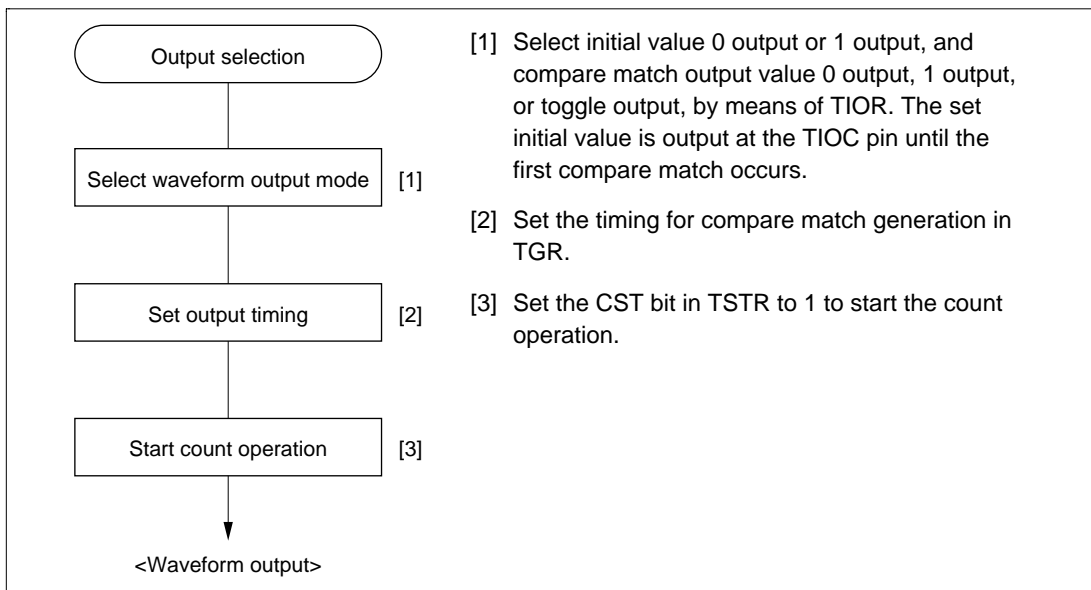 Output selection
Select waveform output mode [1]
Set output timing [2]
Start count operation [3]
<Waveform output>
[1] Select initial value 0 output or 1 output, and
compare match output value 0 output, 1 output,
or toggle output, by means of TIOR. The set
initial value is output at the TIOC pin until the
first compare match occurs.
[2] Set the timing for compare match generation in
TGR.
[3] Set the CST bit in TSTR to 1 to start the count
operation.